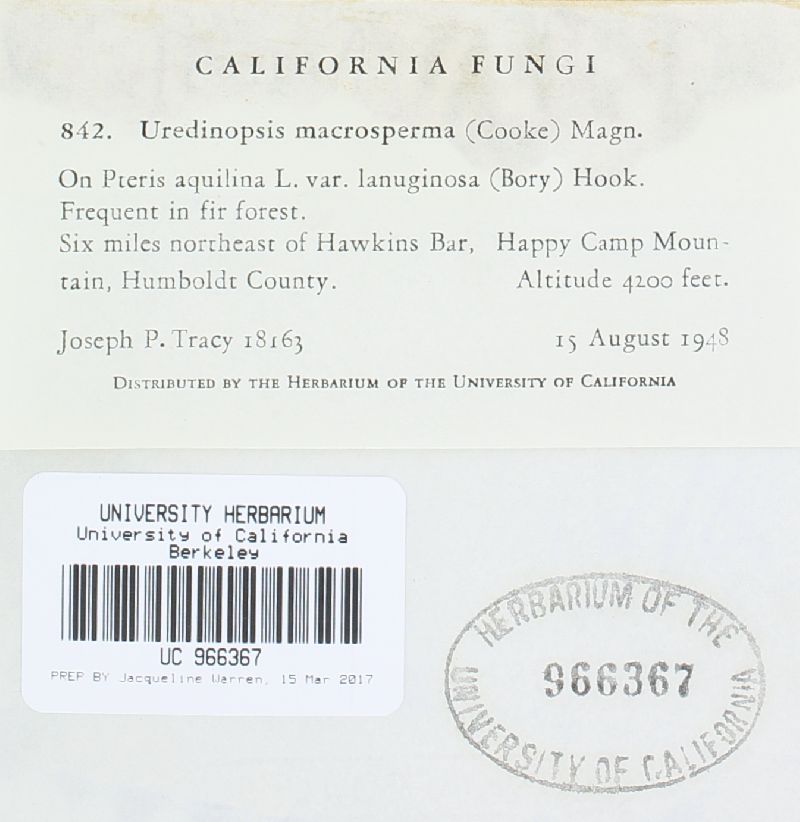 CALIFORNIA FUNGI
842. Uredinopsis macrosperma (Cooke) Magn.
On Pteris aquilina L. var. lanuginosa (Bory) Hook.
Frequent in fir forest.
Six miles northeast of Hawkins Bar, Happy Camp Moun-
tain, Humboldt County. Altitude 4200 feet.
Joseph P. Tracy 18163 15 August 1948
DISTRIBUTED BY THE HERBARIUM OF THE UNIVERSITY OF CALIFORNIA
UNIVERSITY HERBARIUM
University of California
Berkeley
UC 966367
PREP BY Jacqueline Warren, 15 Mar 2017
HERBARIUM OF THE
966367
UNIVERSITY OF CALIFORNIA